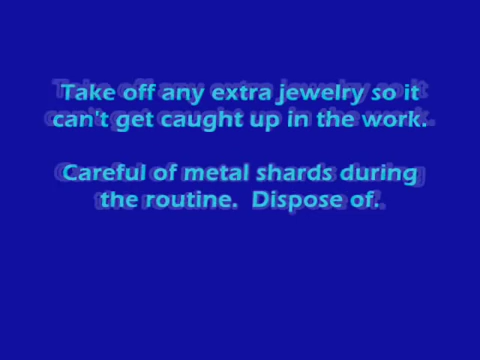 Take off any extra jewelry so it
can't get caught up in the work.
Careful of metal shards during
the routine.  Dispose of.